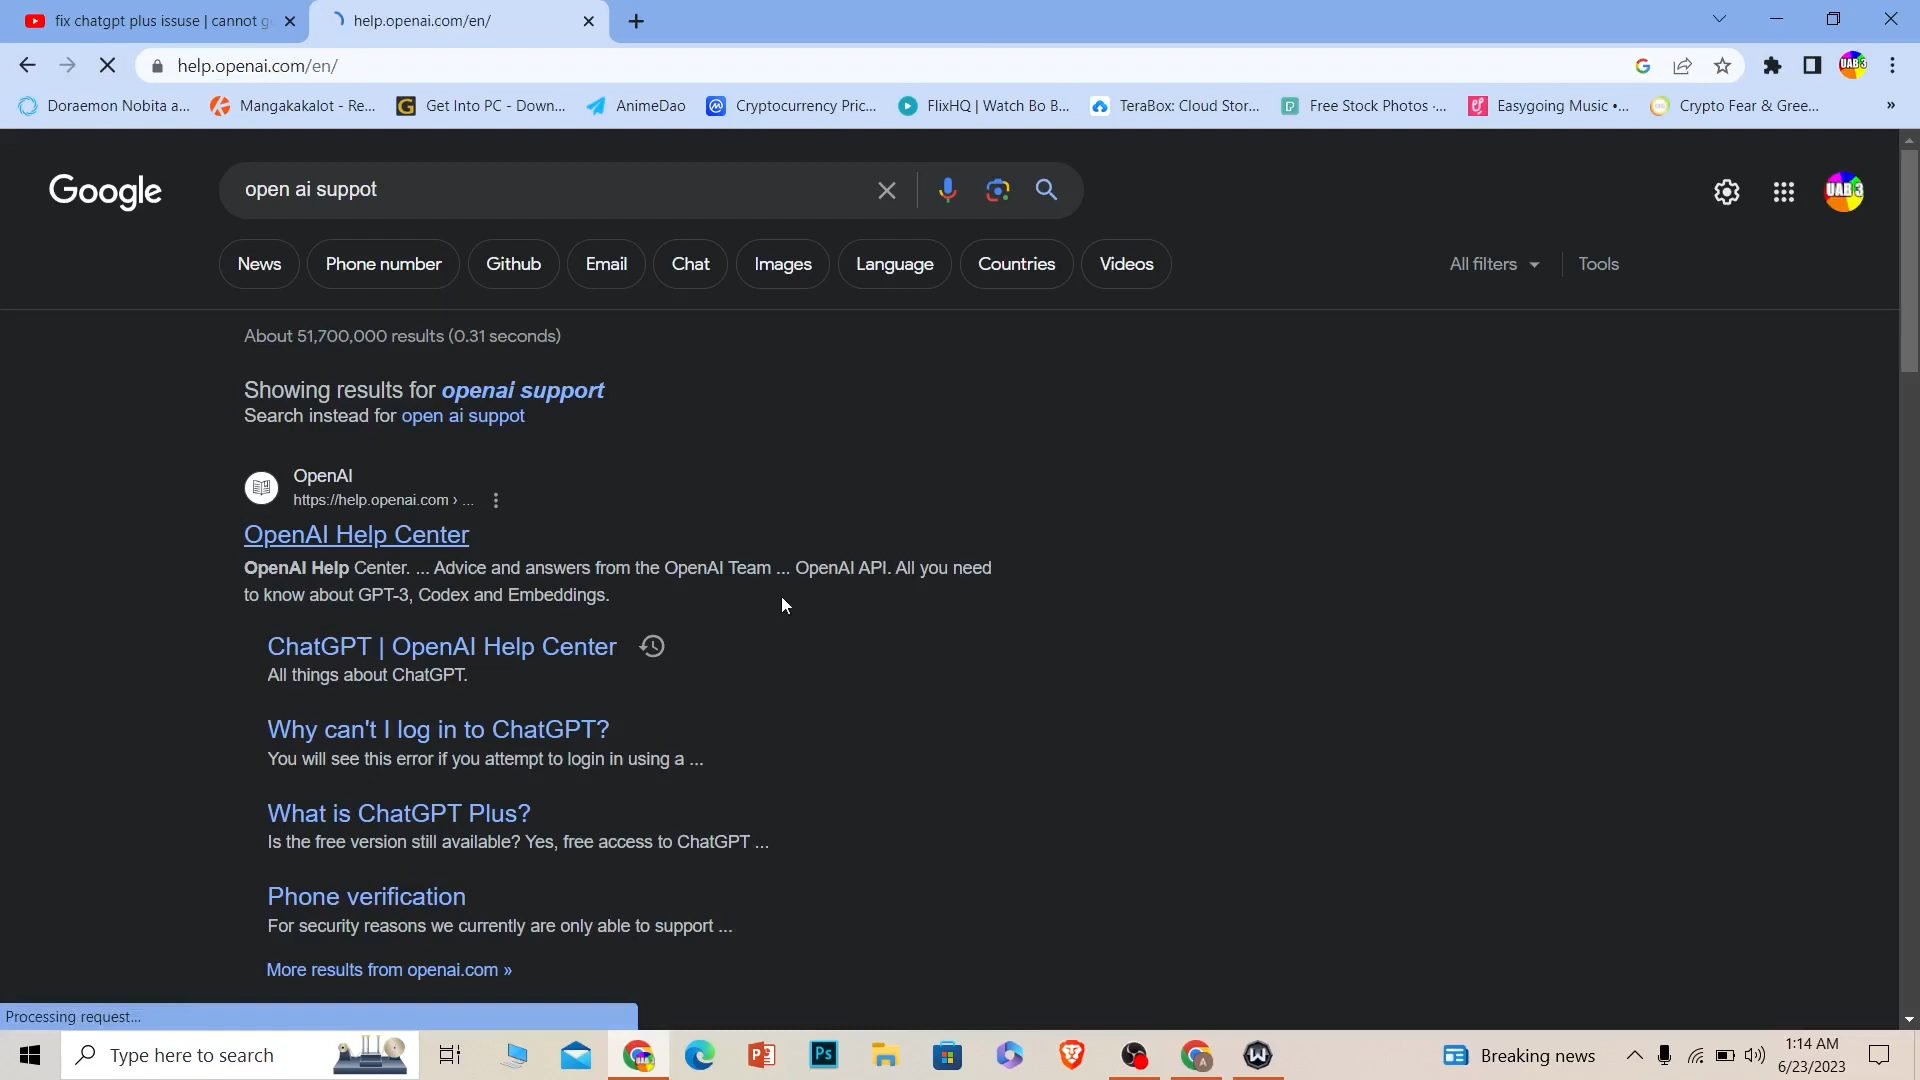 fix chatgpt plus issuse | cannot g
help.openai.com/en/
help.openai.com/en/
UAB 3
Doraemon Nobita a...
Mangakakalot - Re...
Get Into PC - Down...
AnimeDao
Cryptocurrency Pric...
FlixHQ | Watch Bo B...
TeraBox: Cloud Stor...
Free Stock Photos ·...
Easygoing Music •...
Crypto Fear & Gree...
»
Google
open ai suppot
UAB 3
News
Phone number
Github
Email
Chat
Images
Language
Countries
Videos
All filters
Tools
About 51,700,000 results (0.31 seconds)
Showing results for openai support
Search instead for open ai suppot
OpenAI
https://help.openai.com › ...
OpenAI Help Center
OpenAI Help Center. ... Advice and answers from the OpenAI Team ... OpenAI API. All you need
to know about GPT-3, Codex and Embeddings.
ChatGPT | OpenAI Help Center
All things about ChatGPT.
Why can't I log in to ChatGPT?
You will see this error if you attempt to login in using a ...
What is ChatGPT Plus?
Is the free version still available? Yes, free access to ChatGPT ...
Phone verification
For security reasons we currently are only able to support ...
More results from openai.com »
Processing request...
Type here to search
Ps
Breaking news
1:14 AM
6/23/2023